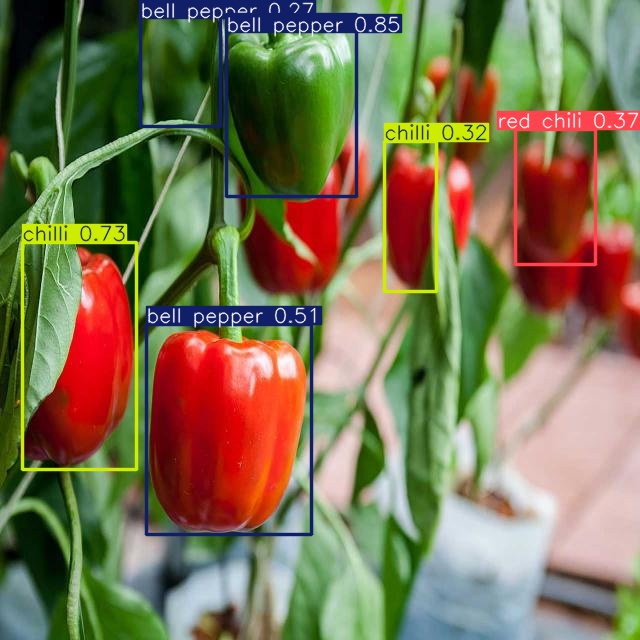 bell pepper 0.27
bell pepper 0.85
red chili 0.37
chilli 0.32
chilli 0.73
bell pepper 0.51